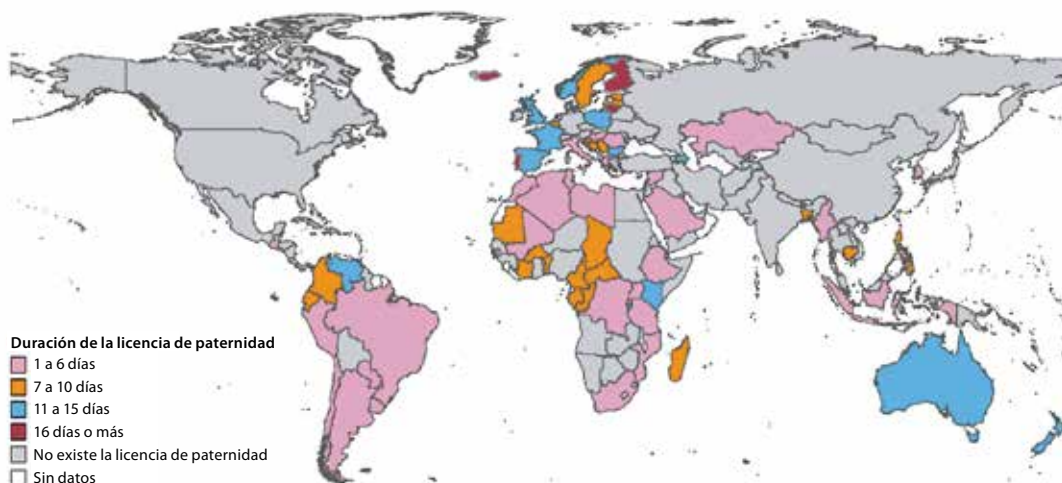 Duración de la licencia de paternidad
1 a 6 días
7 a 10 días
11 a 15 días
16 días o más
No existe la licencia de paternidad
Sin datos